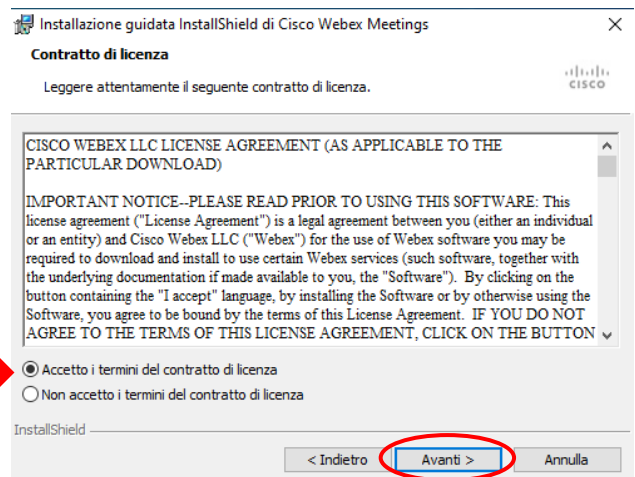 Installazione guidata InstallShield di Cisco Webex Meetings
Contratto di licenza
Leggere attentamente il seguente contratto di licenza.
CISCO
CISCO WEBEX LLC LICENSE AGREEMENT (AS APPLICABLE TO THE
PARTICULAR DOWNLOAD)
IMPORTANT NOTICE--PLEASE READ PRIOR TO USING THIS SOFTWARE: This
license agreement ("License Agreement") is a legal agreement between you (either an individual
or an entity) and Cisco Webex LLC ("Webex") for the use of Webex software you may be
required to download and install to use certain Webex services (such software, together with
the underlying documentation if made available to you, the "Software").  By clicking on the
button containing the "I accept" language, by installing the Software or by otherwise using the
Software, you agree to be bound by the terms of this License Agreement.  IF YOU DO NOT
AGREE TO THE TERMS OF THIS LICENSE AGREEMENT, CLICK ON THE BUTTON
Accetto i termini del contratto di licenza
Non accetto i termini del contratto di licenza
InstallShield
< Indietro
Avanti >
Annulla